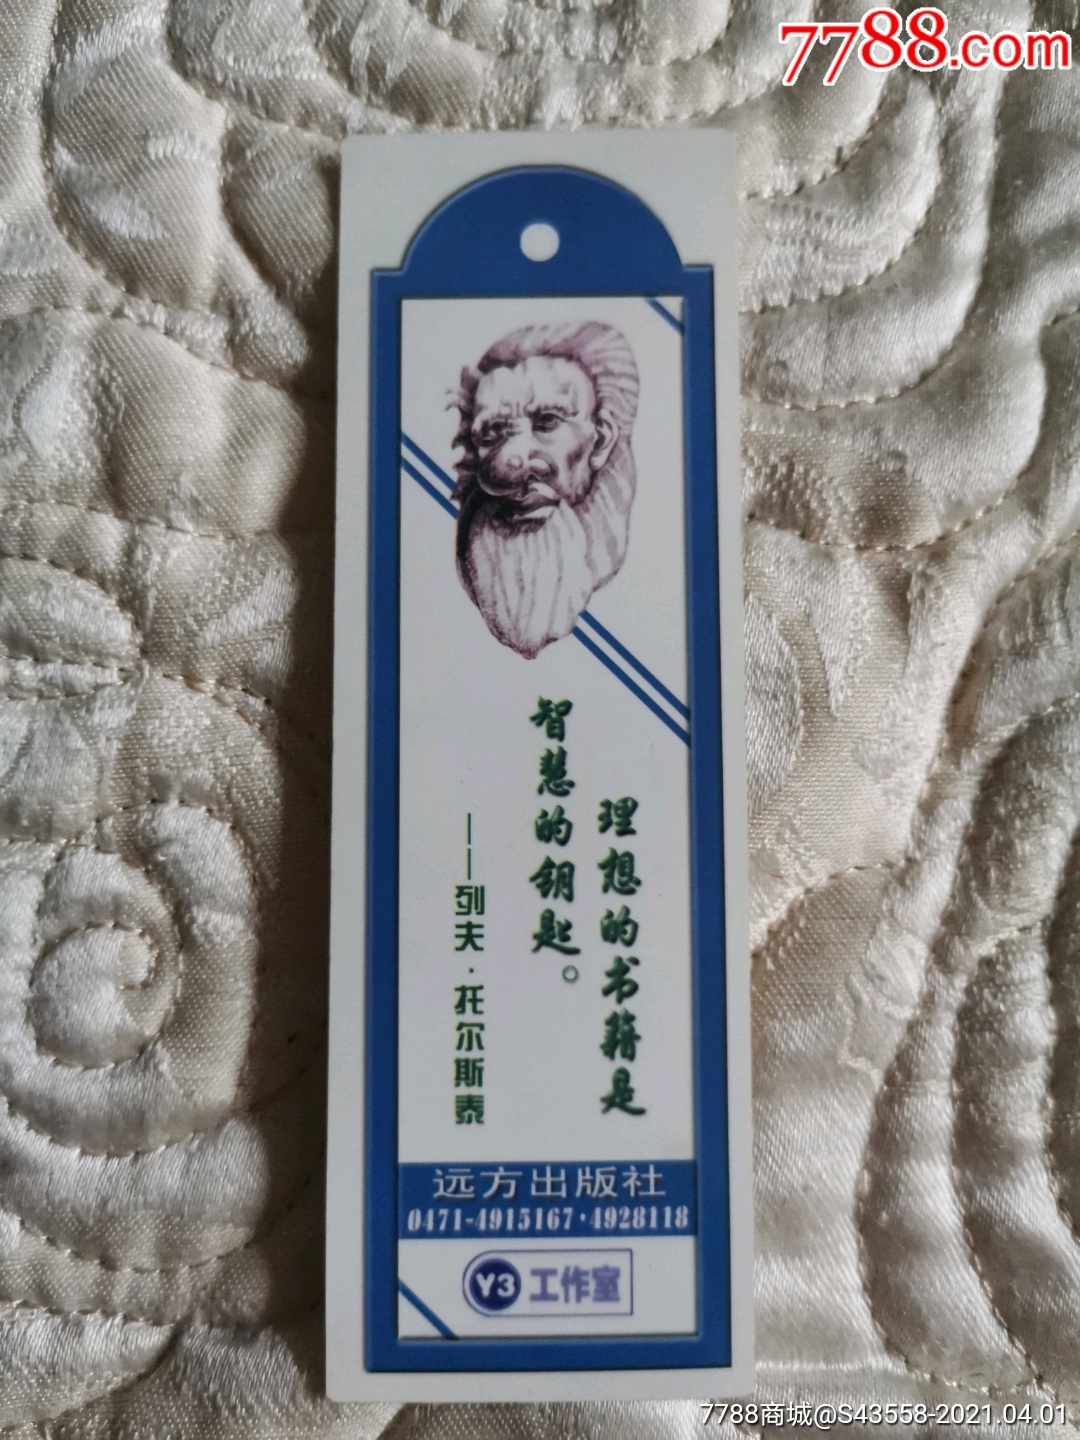 7788.com
理想的书籍是
智慧的钥匙。
——列夫·托尔斯泰
远方出版社
0471-4915167·4928118
Y3 工作室
7788商城@S43558-2021.04.01